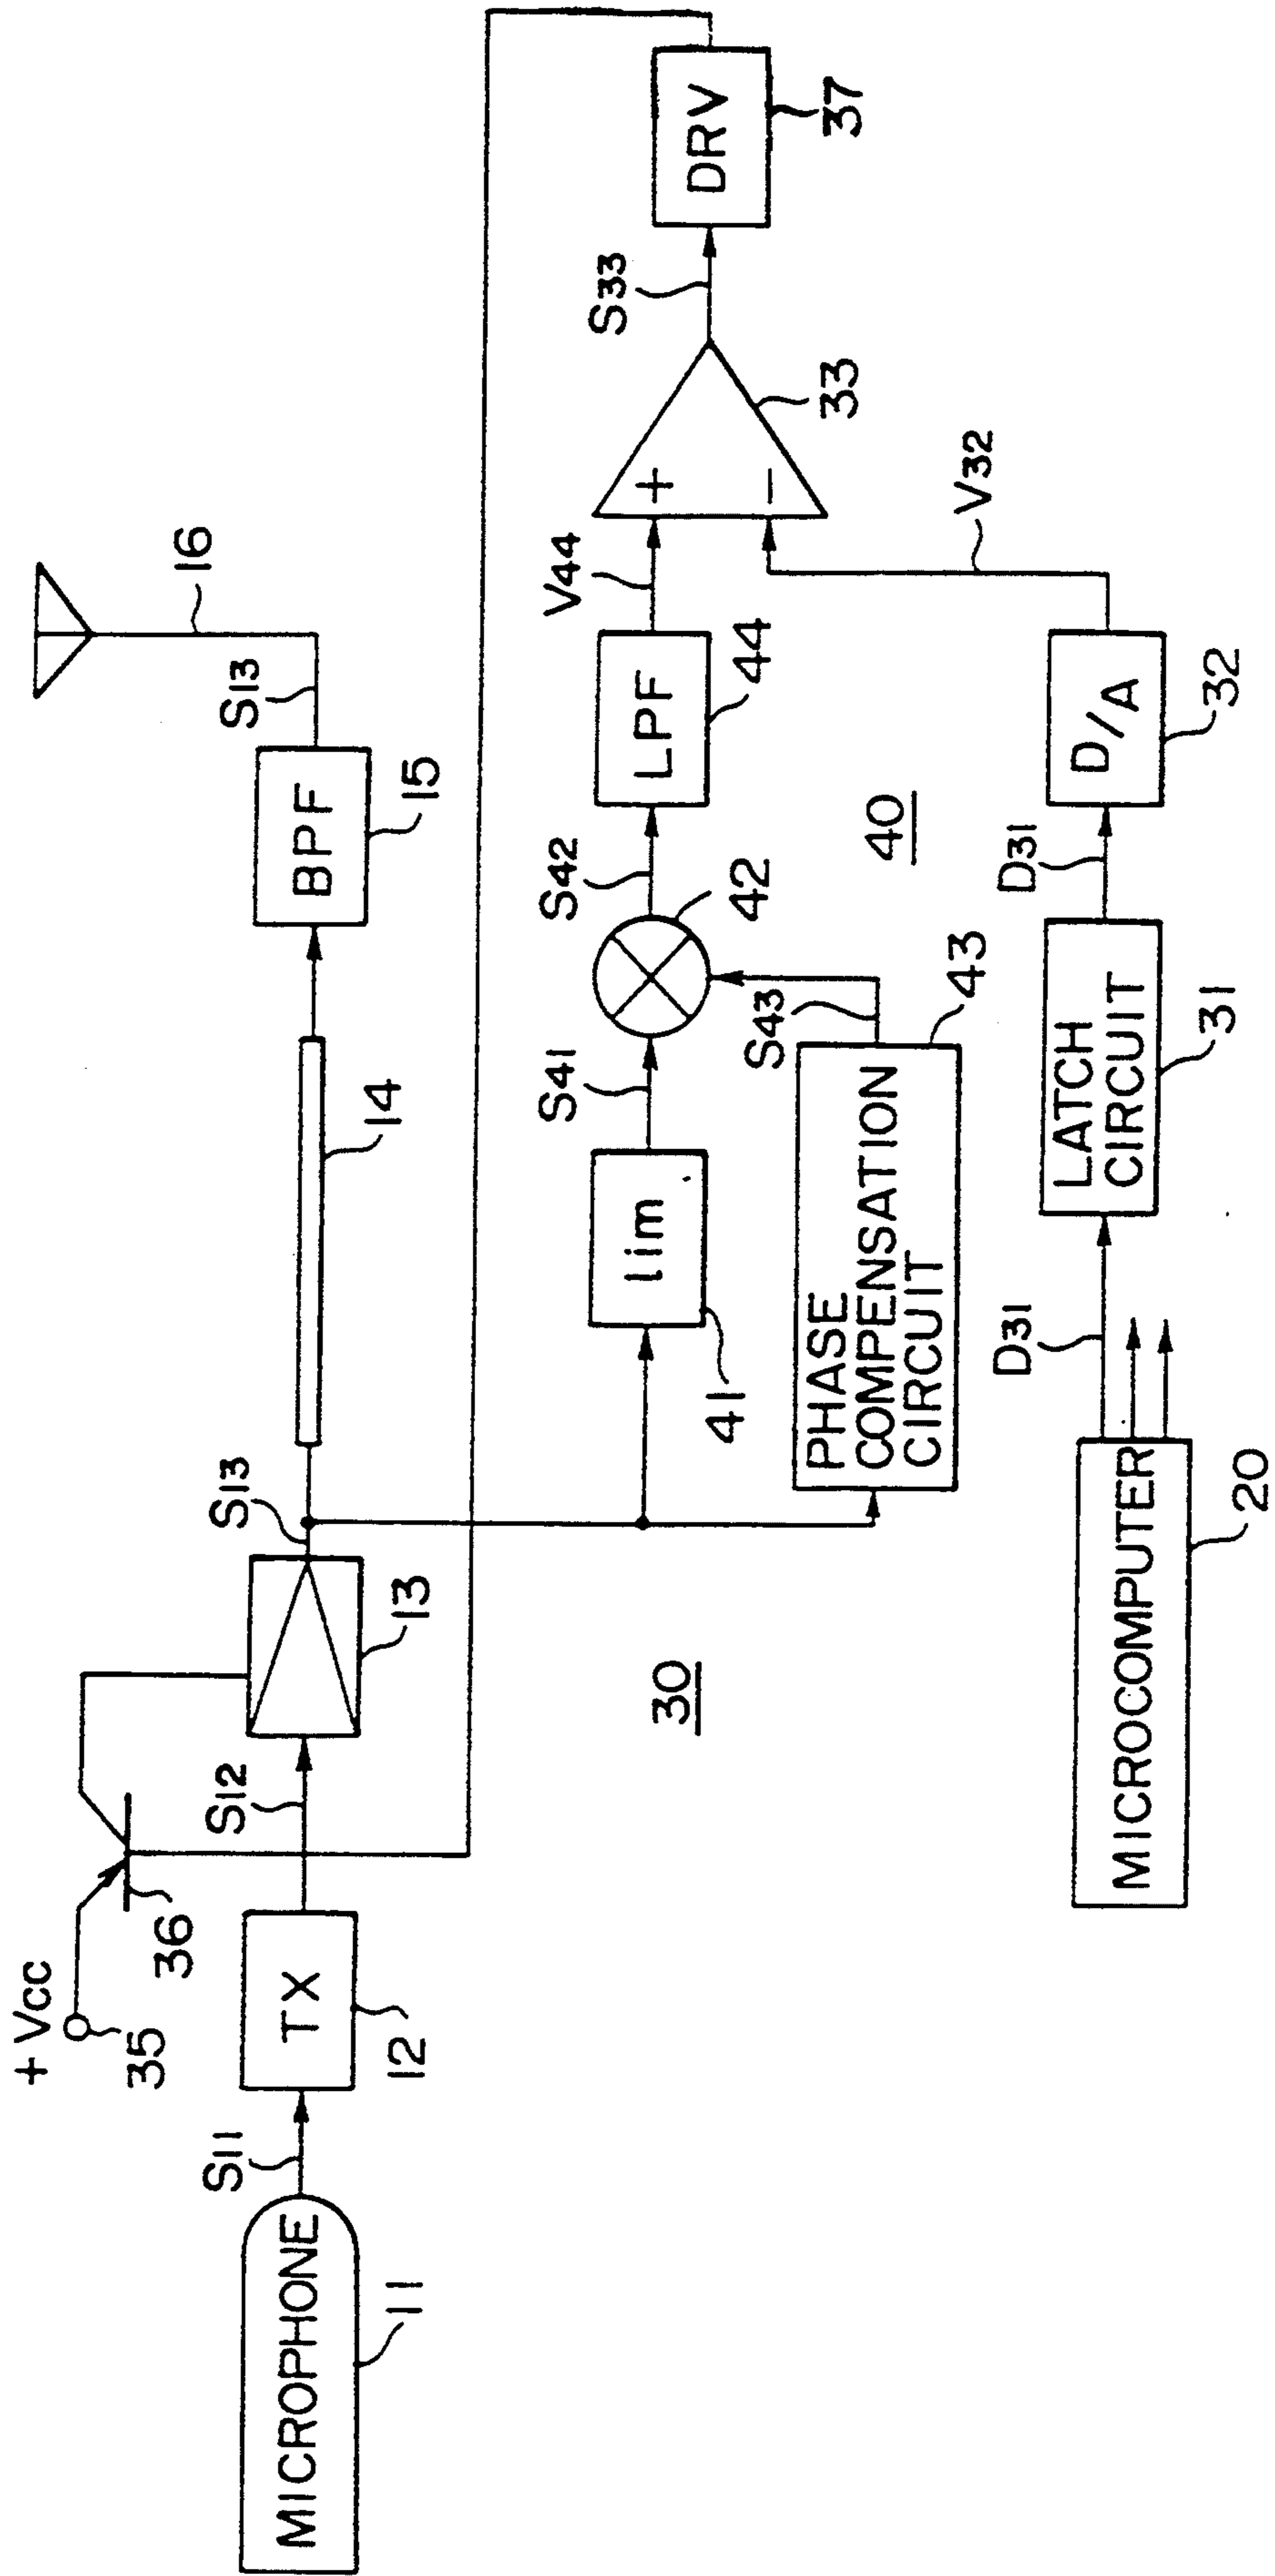 + Vcc
35
36
16
MICROPHONE
11
S11
TX
12
S12
13
S13
14
BPF
15
S13
30
lim
41
S41
42
S42
LPF
44
V44
+
−
33
S33
DRV
37
PHASE
COMPENSATION
CIRCUIT
43
S43
40
V32
MICROCOMPUTER
20
D31
LATCH
CIRCUIT
31
D31
D/A
32